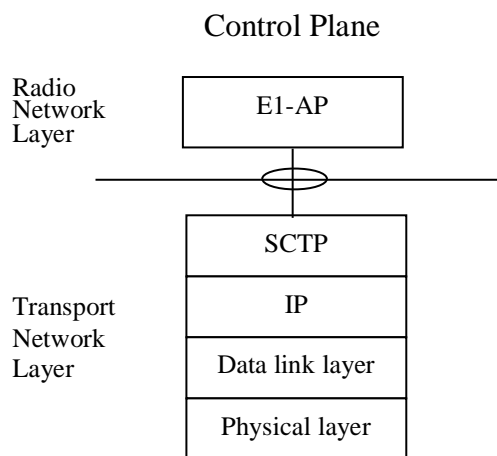 Control Plane
Radio
Network
Layer
E1-AP
SCTP
IP
Transport
Network
Layer
Data link layer
Physical layer